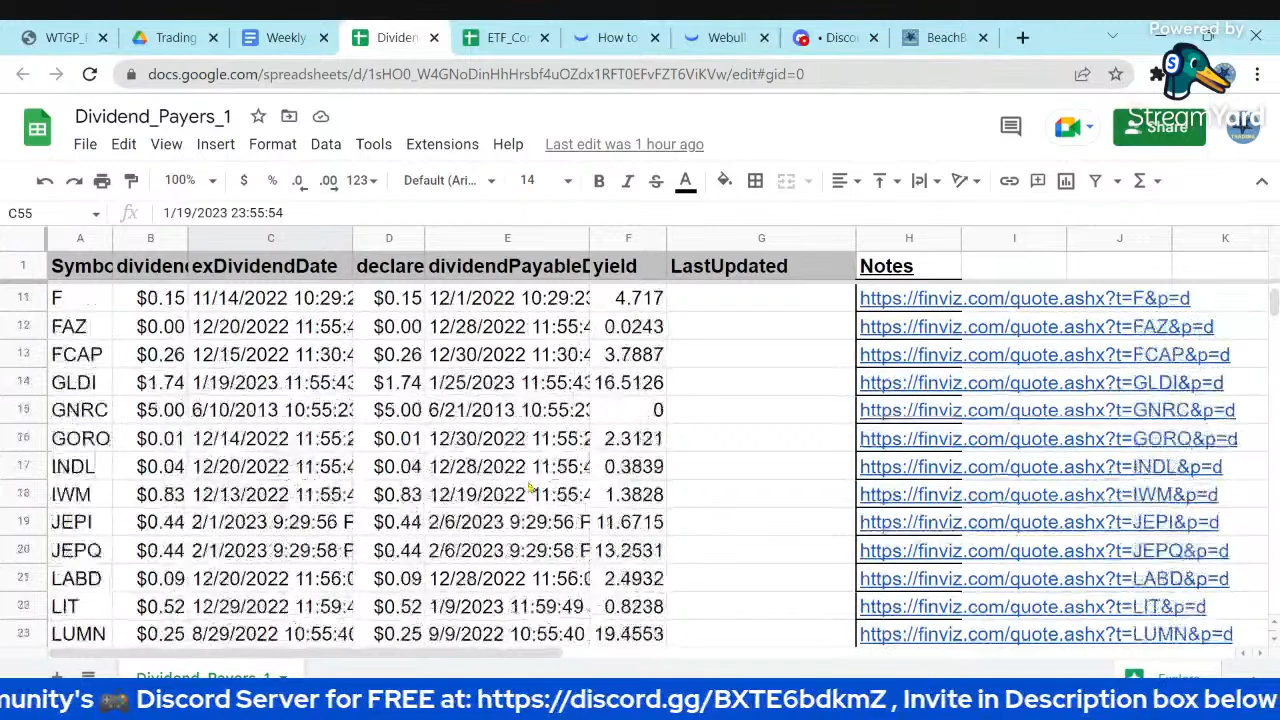 Powered by
WTGP_ Trading Weekly Dividen ETF_Cor How to Webull • Disco BeachB
docs.google.com/spreadsheets/d/
StreamYard
Dividend_Payers_1
Share
File Edit View Insert Format Data Tools Extensions Help Last edit was 1 hour ago
100% $ % .0 .00 123 Default (Ari... 14 B I S A
C55 fx 1/19/2023 23:55:54
A B C D E F G H I J K
1 Symbo dividend exDividendDate declare dividendPayableD yield LastUpdated Notes
11 F $0.15 11/14/2022 10:29:2 $0.15 12/1/2022 10:29:23 4.717 https://finviz.com/quote.ashx?t=F&p=d
12 FAZ $0.00 12/20/2022 11:55:4 $0.00 12/28/2022 11:55:4 0.0243 https://finviz.com/quote.ashx?t=FAZ&p=d
13 FCAP $0.26 12/15/2022 11:30:4 $0.26 12/30/2022 11:30:4 3.7887 https://finviz.com/quote.ashx?t=FCAP&p=d
14 GLDI $1.74 1/19/2023 11:55:43 $1.74 1/25/2023 11:55:43 16.5126 https://finviz.com/quote.ashx?t=GLDI&p=d
15 GNRC $5.00 6/10/2013 10:55:23 $5.00 6/21/2013 10:55:23 0 https://finviz.com/quote.ashx?t=GNRC&p=d
16 GORO $0.01 12/14/2022 11:55:2 $0.01 12/30/2022 11:55:2 2.3121 https://finviz.com/quote.ashx?t=GORO&p=d
17 INDL $0.04 12/20/2022 11:55:4 $0.04 12/28/2022 11:55:4 0.3839 https://finviz.com/quote.ashx?t=INDL&p=d
18 IWM $0.83 12/13/2022 11:55:4 $0.83 12/19/2022 11:55:4 1.3828 https://finviz.com/quote.ashx?t=IWM&p=d
19 JEPI $0.44 2/1/2023 9:29:56 P $0.44 2/6/2023 9:29:56 P 11.6715 https://finviz.com/quote.ashx?t=JEPI&p=d
20 JEPQ $0.44 2/1/2023 9:29:58 P $0.44 2/6/2023 9:29:58 P 13.2531 https://finviz.com/quote.ashx?t=JEPQ&p=d
21 LABD $0.09 12/20/2022 11:56:0 $0.09 12/28/2022 11:56:0 2.4932 https://finviz.com/quote.ashx?t=LABD&p=d
22 LIT $0.52 12/29/2022 11:59:4 $0.52 1/9/2023 11:59:49 0.8238 https://finviz.com/quote.ashx?t=LIT&p=d
23 LUMN $0.25 8/29/2022 10:55:40 $0.25 9/9/2022 10:55:40 19.4553 https://finviz.com/quote.ashx?t=LUMN&p=d
Dividend_Payers_1 Explore
munity's 🎮 Discord Server for FREE at: https://discord.gg/BXTE6bdkmZ , Invite in Description box below